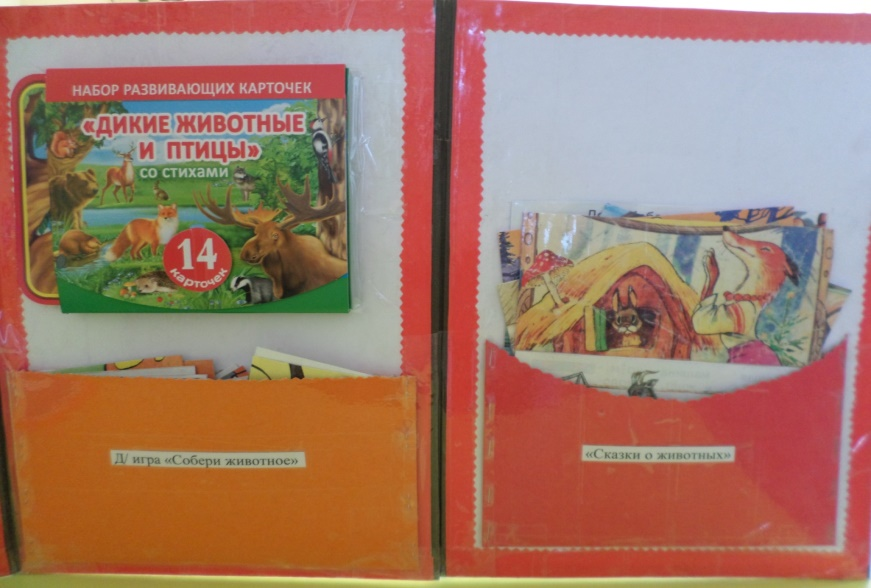 НАБОР РАЗВИВАЮЩИХ КАРТОЧЕК
«ДИКИЕ ЖИВОТНЫЕ
И ПТИЦЫ»
СО СТИХАМИ
14
карточек
Д/ игра «Собери животное»
«Сказки о животных»